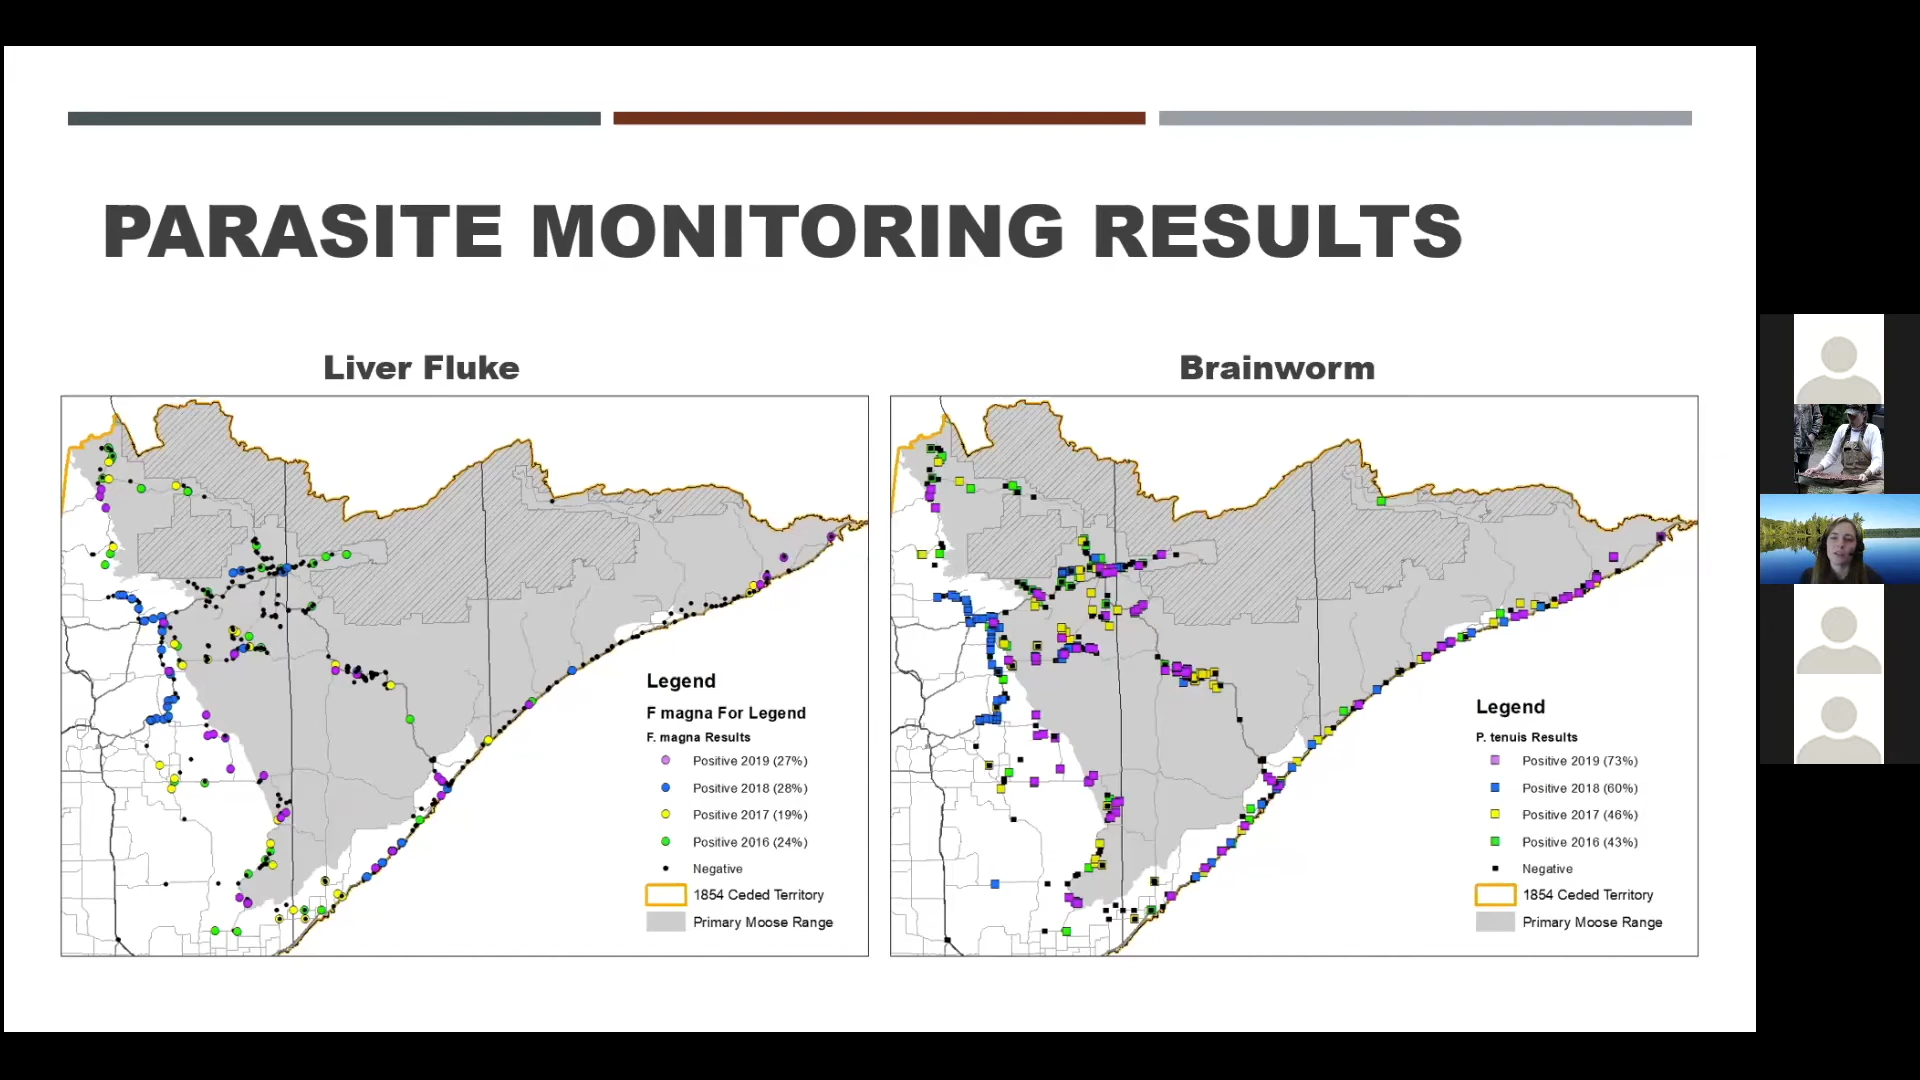 PARASITE MONITORING RESULTS
Liver Fluke
Legend
F magna For Legend
F. magna Results
Positive 2019 (27%)
Positive 2018 (28%)
Positive 2017 (19%)
Positive 2016 (24%)
Negative
1854 Ceded Territory
Primary Moose Range
Brainworm
Legend
P. tenuis Results
Positive 2019 (73%)
Positive 2018 (60%)
Positive 2017 (46%)
Positive 2016 (43%)
Negative
1854 Ceded Territory
Primary Moose Range